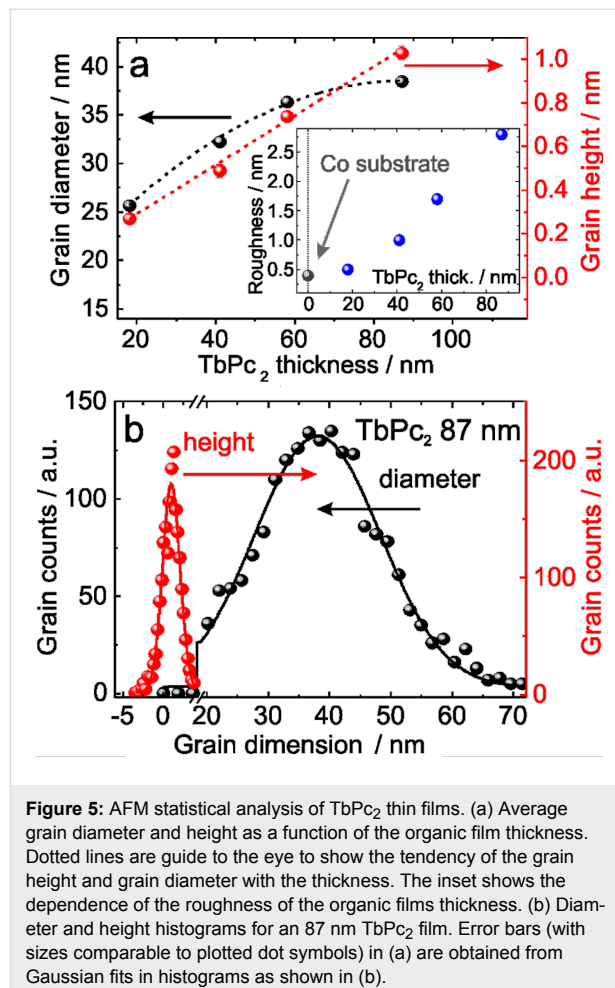 a
Grain diameter / nm
40
35
30
25
20
15
1.0
0.8
0.6
0.4
0.2
0.0
Grain height / nm
Roughness / nm
2.5
2.0
1.5
1.0
0.5
Co substrate
TbPc₂ thick. / nm
0
20
40
60
80
20
40
60
80
100
TbPc₂ thickness / nm
b
TbPc₂ 87 nm
height
diameter
Grain counts / a.u.
150
100
50
0
200
100
0
Grain counts / a.u.
-5
0
20
30
40
50
60
70
Grain dimension / nm
Figure 5: AFM statistical analysis of TbPc₂ thin films. (a) Average
grain diameter and height as a function of the organic film thickness.
Dotted lines are guide to the eye to show the tendency of the grain
height and grain diameter with the thickness. The inset shows the
dependence of the roughness of the organic films thickness. (b) Diam-
eter and height histograms for an 87 nm TbPc₂ film. Error bars (with
sizes comparable to plotted dot symbols) in (a) are obtained from
Gaussian fits in histograms as shown in (b).